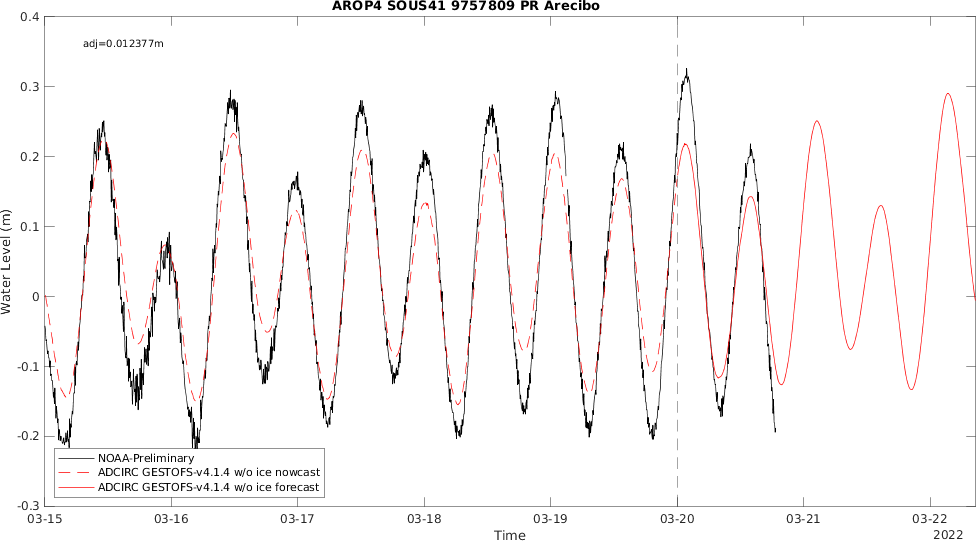 AROP4 SOUS41 9757809 PR Arecibo
adj=0.012377m
0.4
0.3
0.2
0.1
0
-0.1
-0.2
-0.3
Water Level (m)
NOAA-Preliminary
ADCIRC GESTOFS-v4.1.4 w/o ice nowcast
ADCIRC GESTOFS-v4.1.4 w/o ice forecast
03-15 03-16 03-17 03-18 03-19 03-20 03-21 03-22
Time
2022